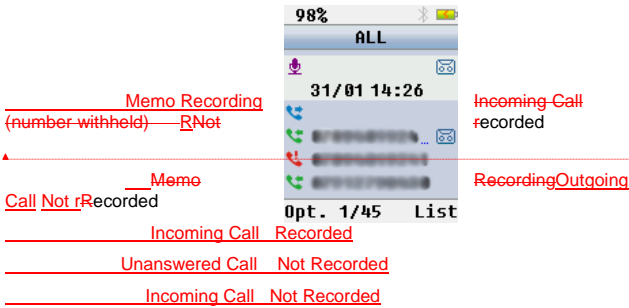 98%
ALL
31/01 14:26
Memo Recording
(number withheld) RNot
Incoming Call
recorded
Memo
Call Not rRecorded
RecordingOutgoing
Opt. 1/45 List
Incoming Call Recorded
Unanswered Call Not Recorded
Incoming Call Not Recorded